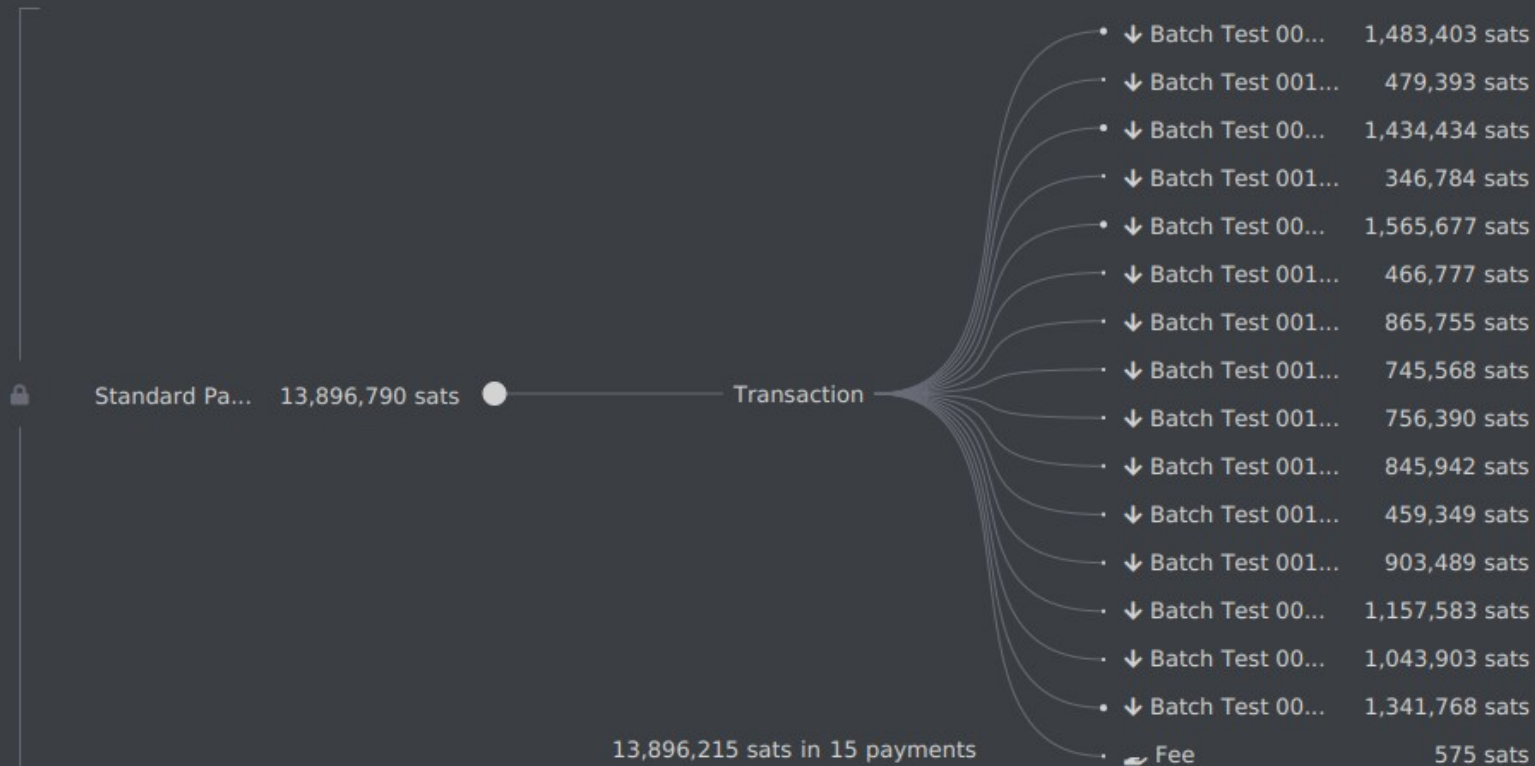 Batch Test 00... 1,483,403 sats
Batch Test 001... 479,393 sats
Batch Test 00... 1,434,434 sats
Batch Test 001... 346,784 sats
Batch Test 00... 1,565,677 sats
Batch Test 001... 466,777 sats
Batch Test 001... 865,755 sats
Batch Test 001... 745,568 sats
Standard Pa... 13,896,790 sats Transaction
Batch Test 001... 756,390 sats
Batch Test 001... 845,942 sats
Batch Test 001... 459,349 sats
Batch Test 001... 903,489 sats
Batch Test 00... 1,157,583 sats
Batch Test 00... 1,043,903 sats
Batch Test 00... 1,341,768 sats
13,896,215 sats in 15 payments
Fee 575 sats